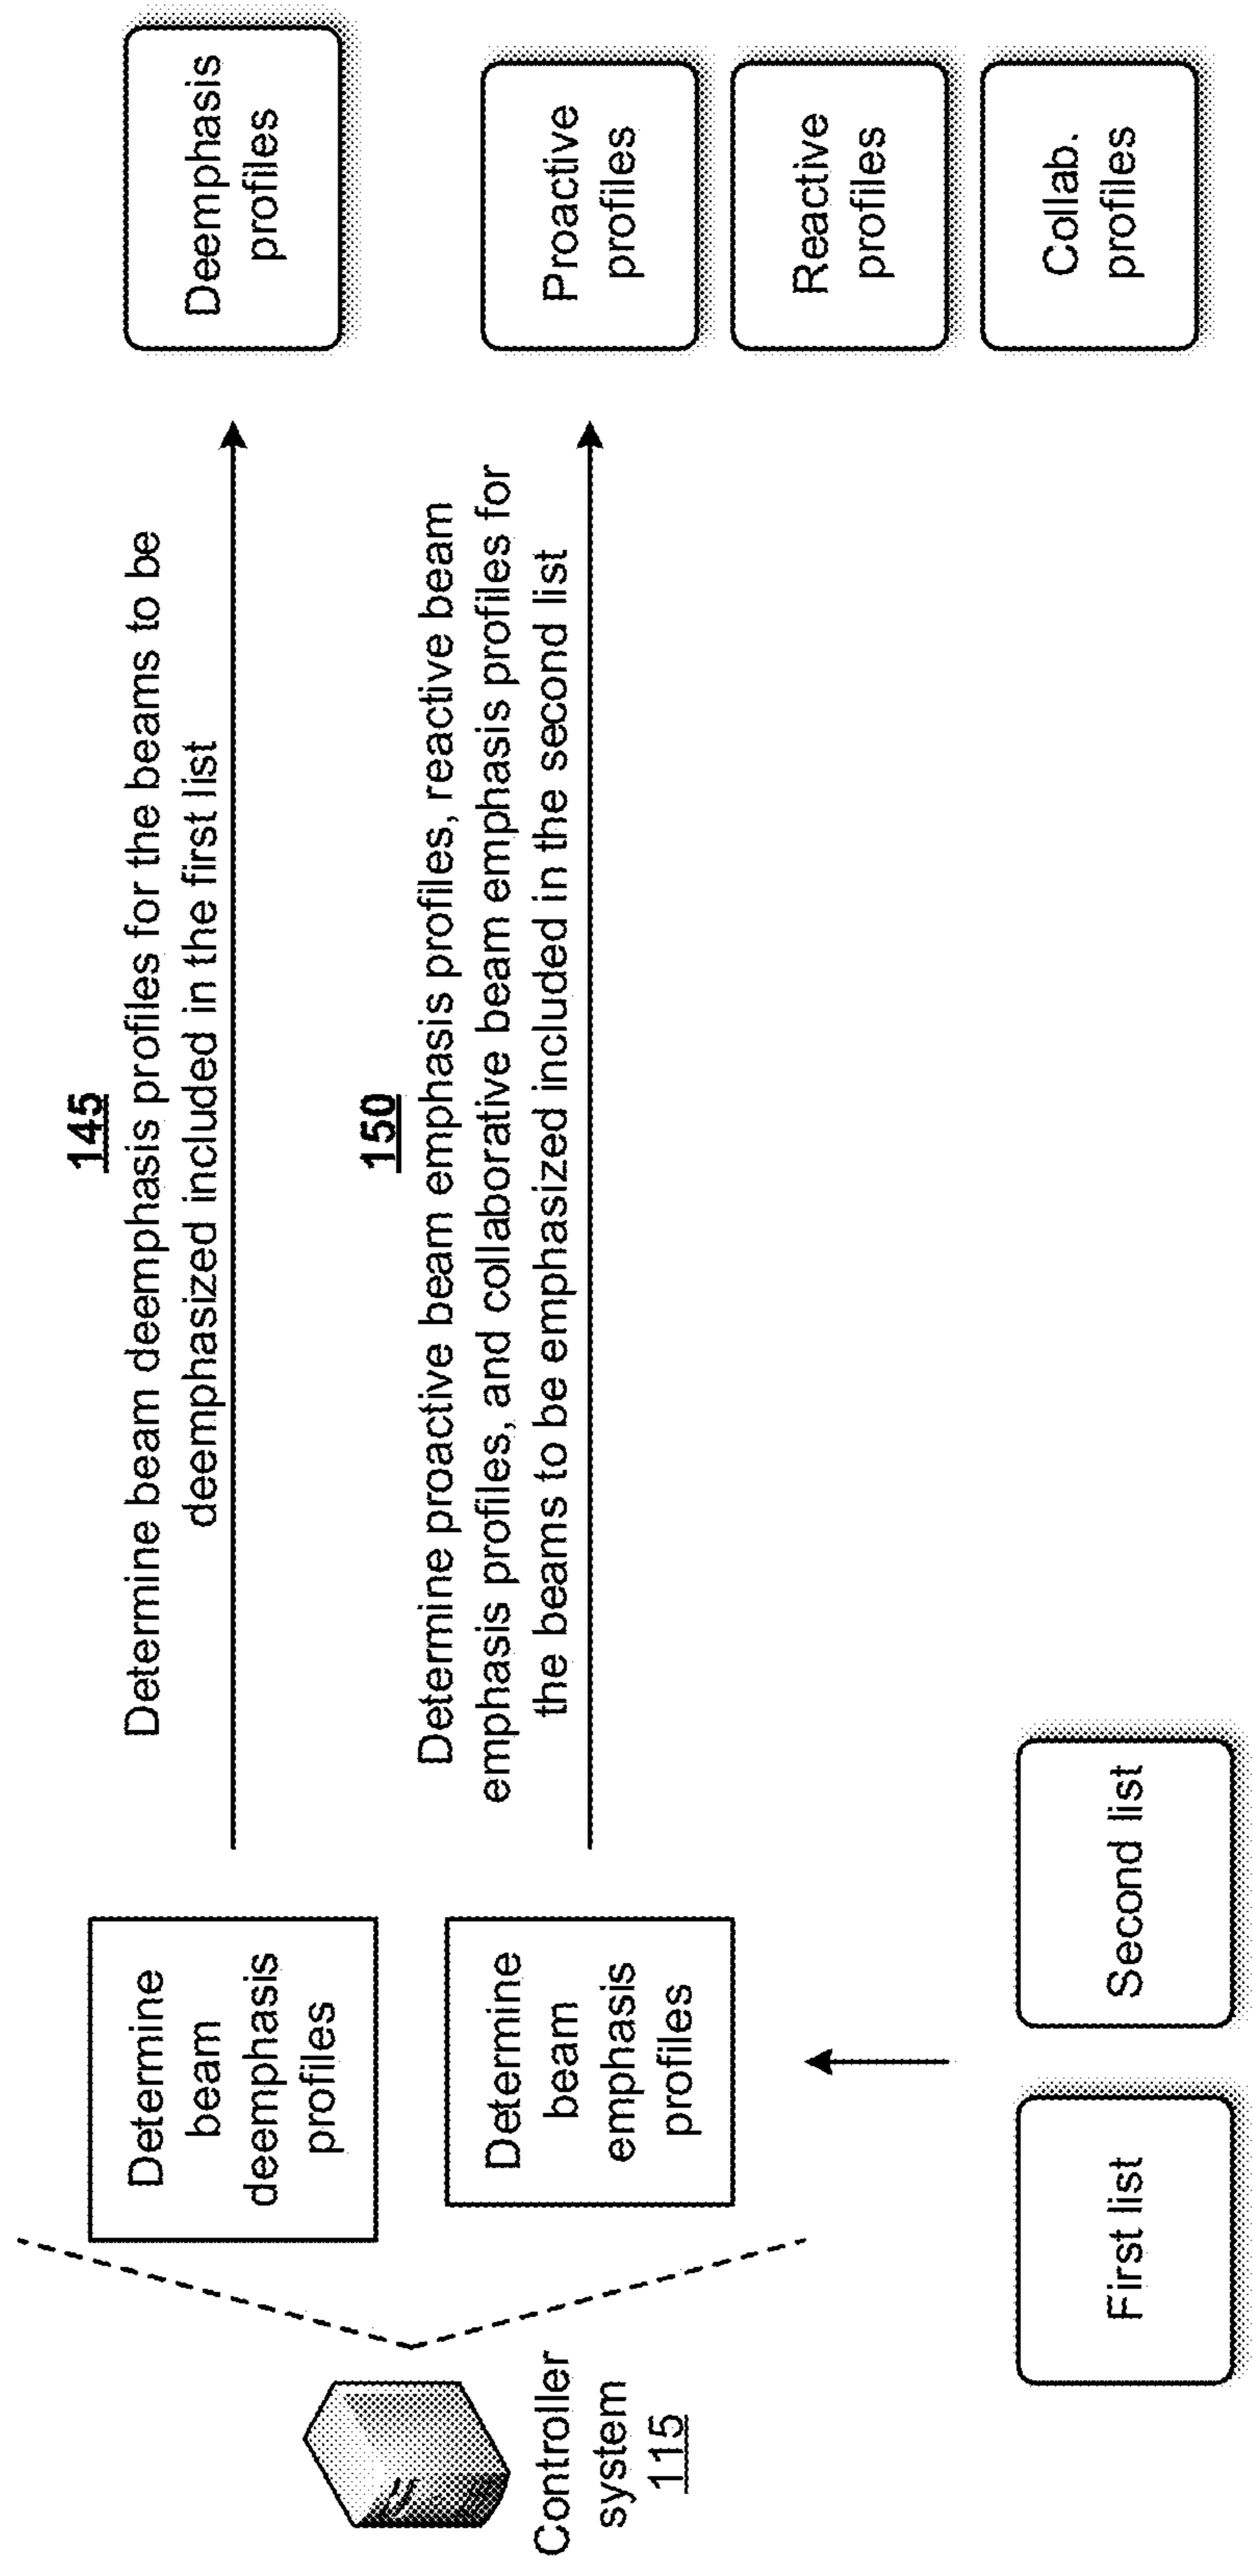 145
Determine beam deemphasis profiles for the beams to be
deemphasized included in the first list
Determine
beam
deemphasis
profiles
Deemphasis
profiles
150
Determine proactive beam emphasis profiles, reactive beam
emphasis profiles, and collaborative beam emphasis profiles for
the beams to be emphasized included in the second list
Determine
beam
emphasis
profiles
Proactive
profiles
Reactive
profiles
Collab.
profiles
Controller
system
115
First list
Second list